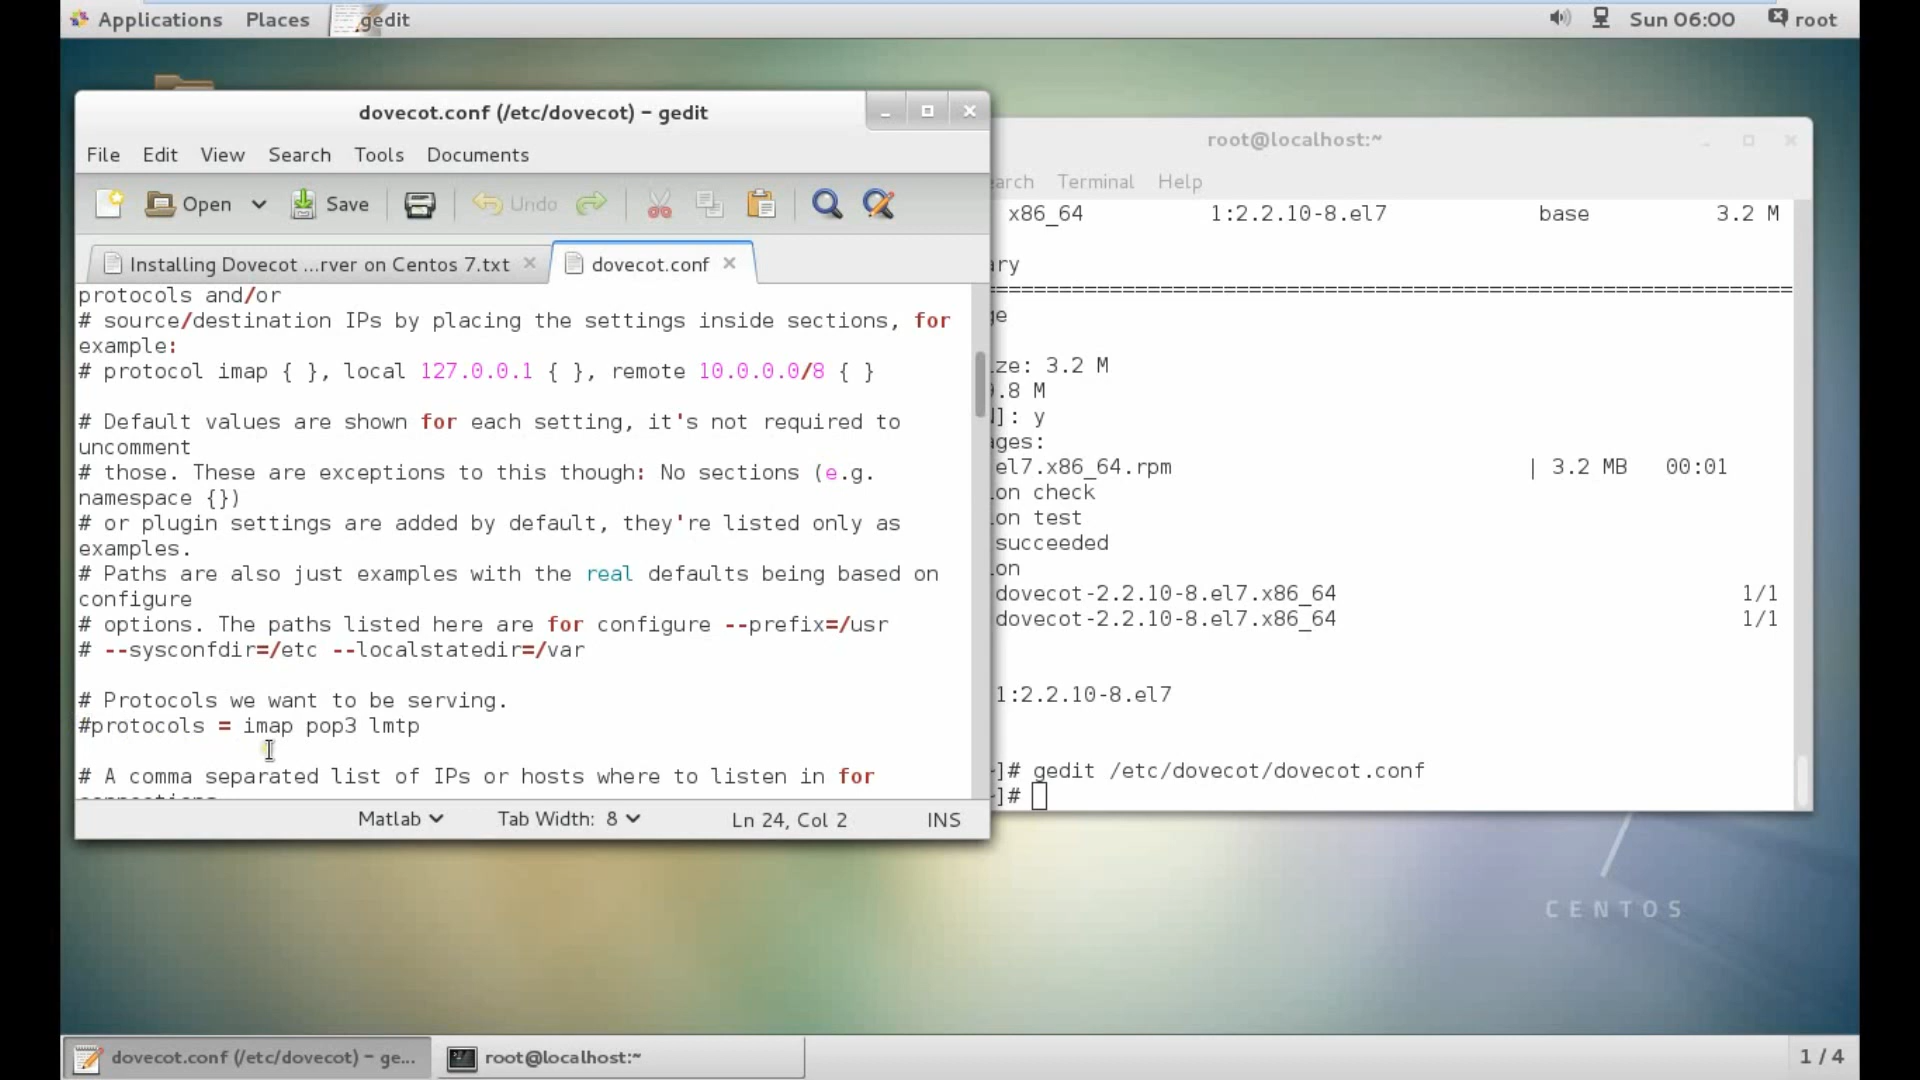 Applications Places gedit Sun 06:00 root
dovecot.conf (/etc/dovecot) – gedit
File Edit View Search Tools Documents
Open Save Undo
Installing Dovecot ...rver on Centos 7.txt
dovecot.conf
protocols and/or
# source/destination IPs by placing the settings inside sections, for
example:
# protocol imap { }, local 127.0.0.1 { }, remote 10.0.0.0/8 { }
# Default values are shown for each setting, it's not required to
uncomment
# those. These are exceptions to this though: No sections (e.g.
namespace {})
# or plugin settings are added by default, they're listed only as
examples.
# Paths are also just examples with the real defaults being based on
configure
# options. The paths listed here are for configure --prefix=/usr
# --sysconfdir=/etc --localstatedir=/var
# Protocols we want to be serving.
#protocols = imap pop3 lmtp
# A comma separated list of IPs or hosts where to listen in for
Matlab Tab Width: 8 Ln 24, Col 2 INS
root@localhost:~
earch Terminal Help
x86_64 1:2.2.10-8.el7 base 3.2 M
ary
================================================================
ge
ze: 3.2 M
9.8 M
]: y
ages:
el7.x86_64.rpm | 3.2 MB 00:01
on check
on test
succeeded
on
dovecot-2.2.10-8.el7.x86_64 1/1
dovecot-2.2.10-8.el7.x86_64 1/1
1:2.2.10-8.el7
]# gedit /etc/dovecot/dovecot.conf
]#
CENTOS
dovecot.conf (/etc/dovecot) – ge...
root@localhost:~
1 / 4